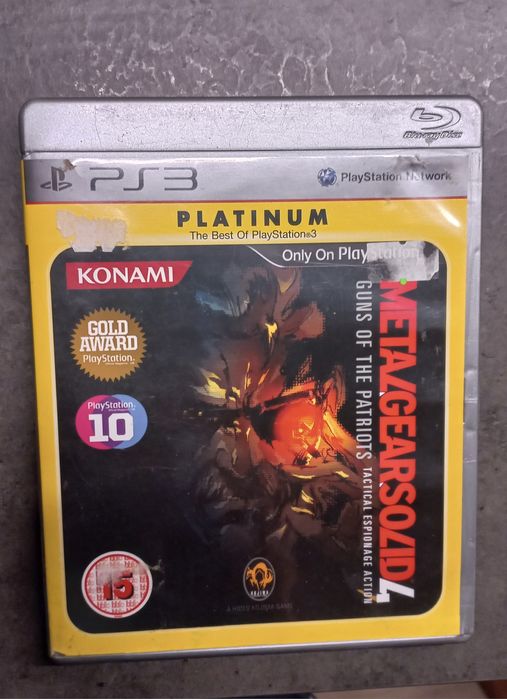 Blu-ray Disc
PS3
PlayStation Network
PLATINUM
The Best Of PlayStation®3
Only On PlayStation
KONAMI
METAL GEAR SOLID 4
GUNS OF THE PATRIOTS TACTICAL ESPIONAGE ACTION
GOLD
AWARD
PlayStation
PlayStation
10
15
KOJIMA
A HIDEO KOJIMA GAME